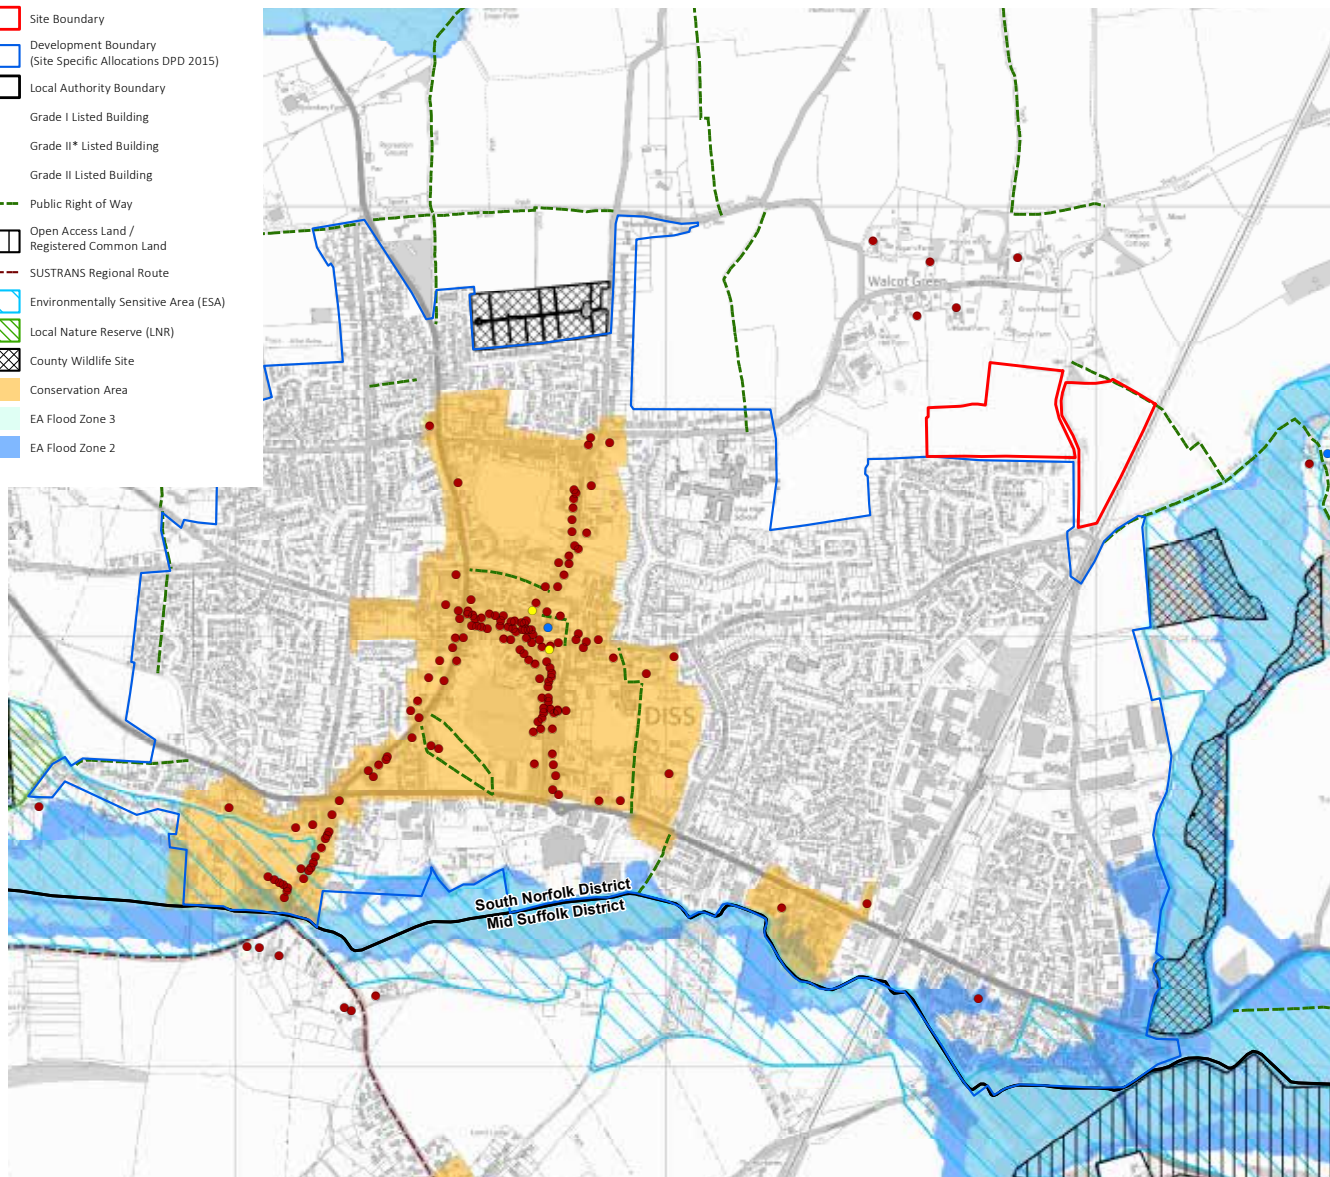 Site Boundary
Development Boundary
(Site Specific Allocations DPD 2015)
Local Authority Boundary
Grade I Listed Building
Grade II* Listed Building
Grade II Listed Building
Public Right of Way
Open Access Land /
Registered Common Land
SUSTRANS Regional Route
Environmentally Sensitive Area (ESA)
Local Nature Reserve (LNR)
County Wildlife Site
Conservation Area
EA Flood Zone 3
EA Flood Zone 2
Recreation
Ground
Walcot Green
DISS
South Norfolk District
Mid Suffolk District